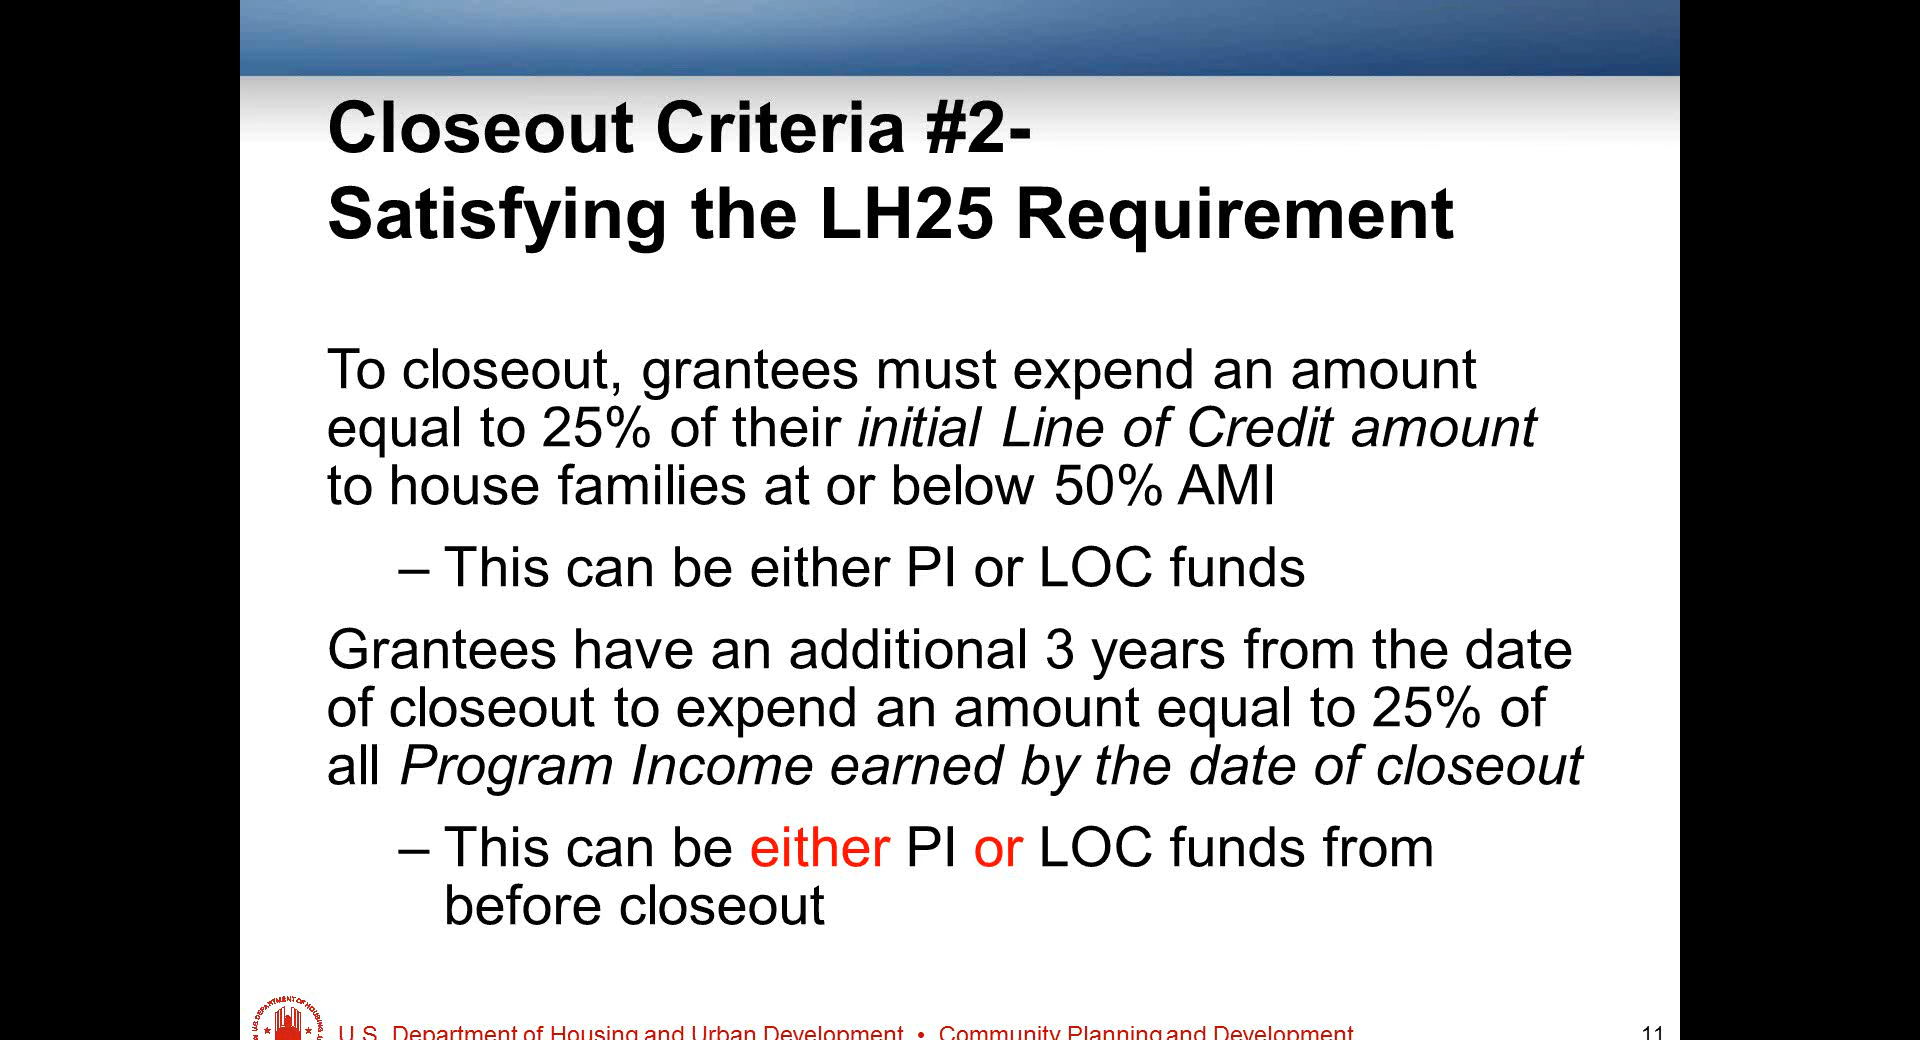 Closeout Criteria #2-
Satisfying the LH25 Requirement
To closeout, grantees must expend an amount
equal to 25% of their initial Line of Credit amount
to house families at or below 50% AMI
– This can be either PI or LOC funds
Grantees have an additional 3 years from the date
of closeout to expend an amount equal to 25% of
all Program Income earned by the date of closeout
– This can be either PI or LOC funds from
before closeout
U.S. Department of Housing and Urban Development • Community Planning and Development
11